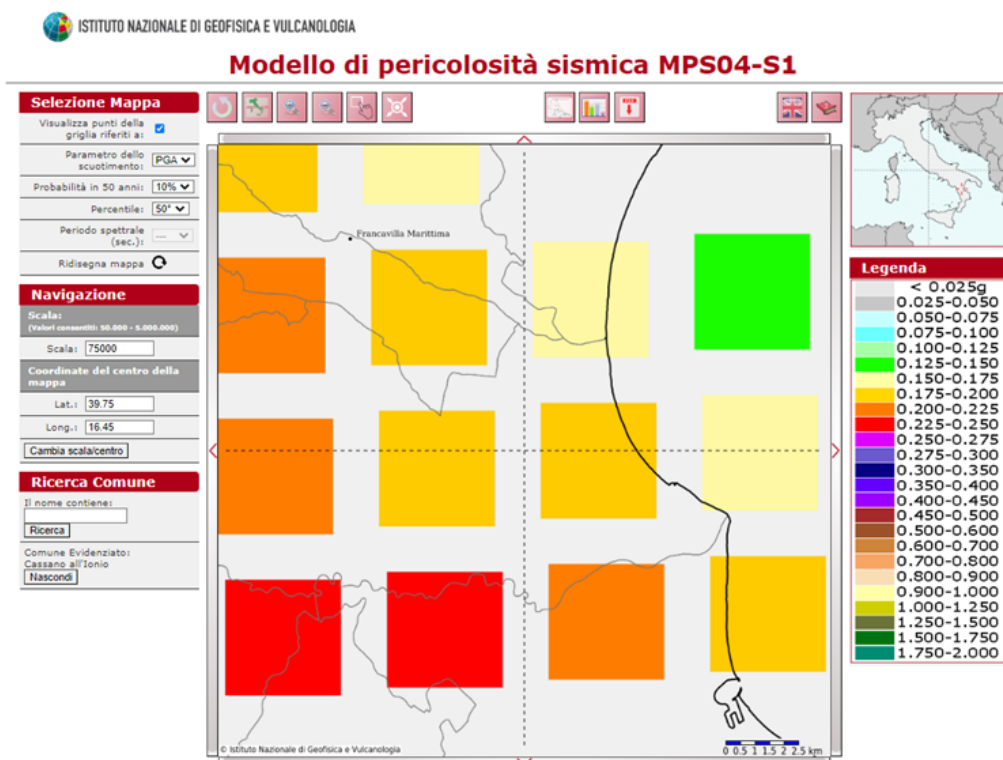 ISTITUTO NAZIONALE DI GEOFISICA E VULCANOLOGIA
Modello di pericolosità sismica MPS04-S1
Selezione Mappa
Visualizza punti della
griglia riferiti a:
Parametro dello
scuotimento:
PGA
Probabilità in 50 anni:
10%
Percentile:
50°
Periodo spettrale
(sec.):
---
Ridisegna mappa
Navigazione
Scala:
(Valori consentiti: 50.000 - 5.000.000)
Scala:
75000
Coordinate del centro della
mappa
Lat.:
39.75
Long.:
16.45
Cambia scala/centro
Ricerca Comune
Il nome contiene:
Ricerca
Comune Evidenziato:
Cassano all'Ionio
Nascondi
Francavilla Marittima
© Istituto Nazionale di Geofisica e Vulcanologia
0 0.5 1 1.5 2 2.5 km
Legenda
< 0.025g
0.025-0.050
0.050-0.075
0.075-0.100
0.100-0.125
0.125-0.150
0.150-0.175
0.175-0.200
0.200-0.225
0.225-0.250
0.250-0.275
0.275-0.300
0.300-0.350
0.350-0.400
0.400-0.450
0.450-0.500
0.500-0.600
0.600-0.700
0.700-0.800
0.800-0.900
0.900-1.000
1.000-1.250
1.250-1.500
1.500-1.750
1.750-2.000